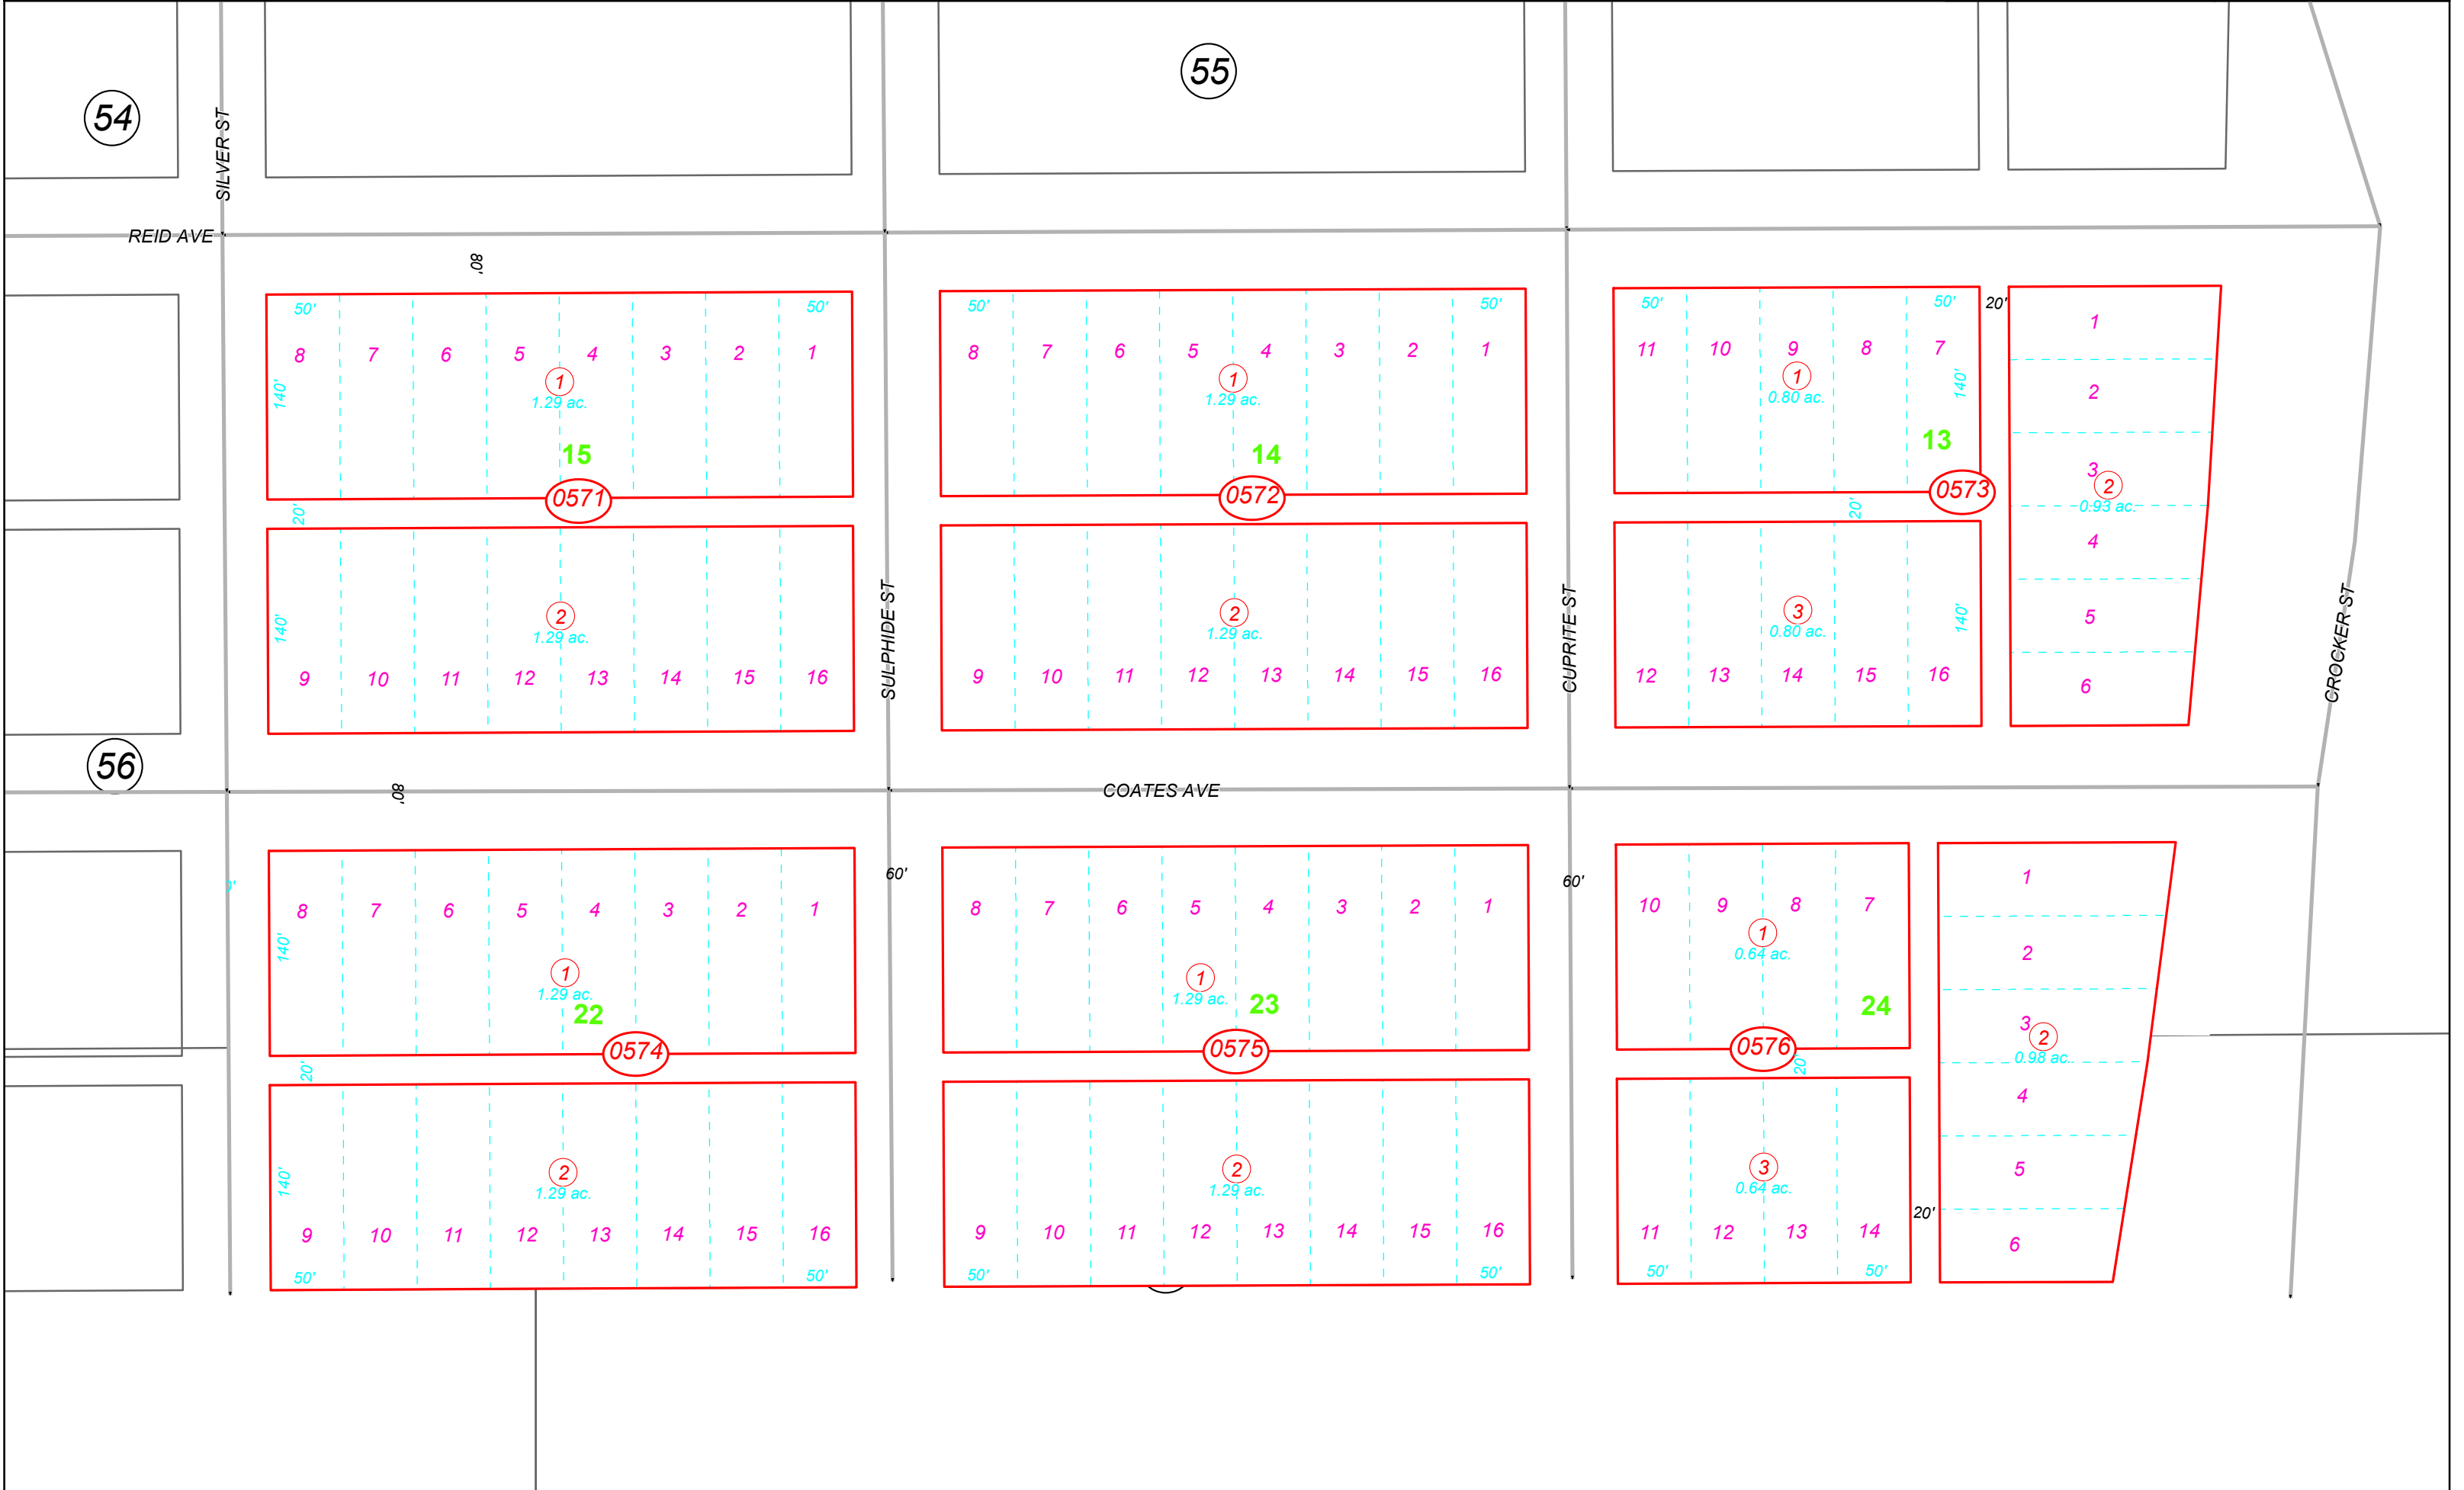 55
54
SILVER ST
REID AVE
80'
50' 50' 50' 50' 50' 50' 20'
8 7 6 5 4 3 2 1
8 7 6 5 4 3 2 1
11 10 9 8 7
1
1
1.29 ac.
1
1.29 ac.
1
0.80 ac.
140' 140'
2
15 14 13
3
2
0.93 ac.
0571 0572 0573
20' 20'
4
2
1.29 ac.
2
1.29 ac.
3
0.80 ac.
140' 140'
5
SULPHIDE ST
CUPRITE ST
CROCKER ST
9 10 11 12 13 14 15 16
9 10 11 12 13 14 15 16
12 13 14 15 16
6
56
80'
COATES AVE
60' 60'
8 7 6 5 4 3 2 1
8 7 6 5 4 3 2 1
10 9 8 7
1
140'
1
1.29 ac.
1
1.29 ac.
1
0.64 ac.
2
22 23 24
3
2
0.98 ac.
0574 0575 0576
20' 20'
4
140'
2
1.29 ac.
2
1.29 ac.
3
0.64 ac.
5
20'
9 10 11 12 13 14 15 16
9 10 11 12 13 14 15 16
11 12 13 14
6
50' 50' 50' 50' 50' 50'